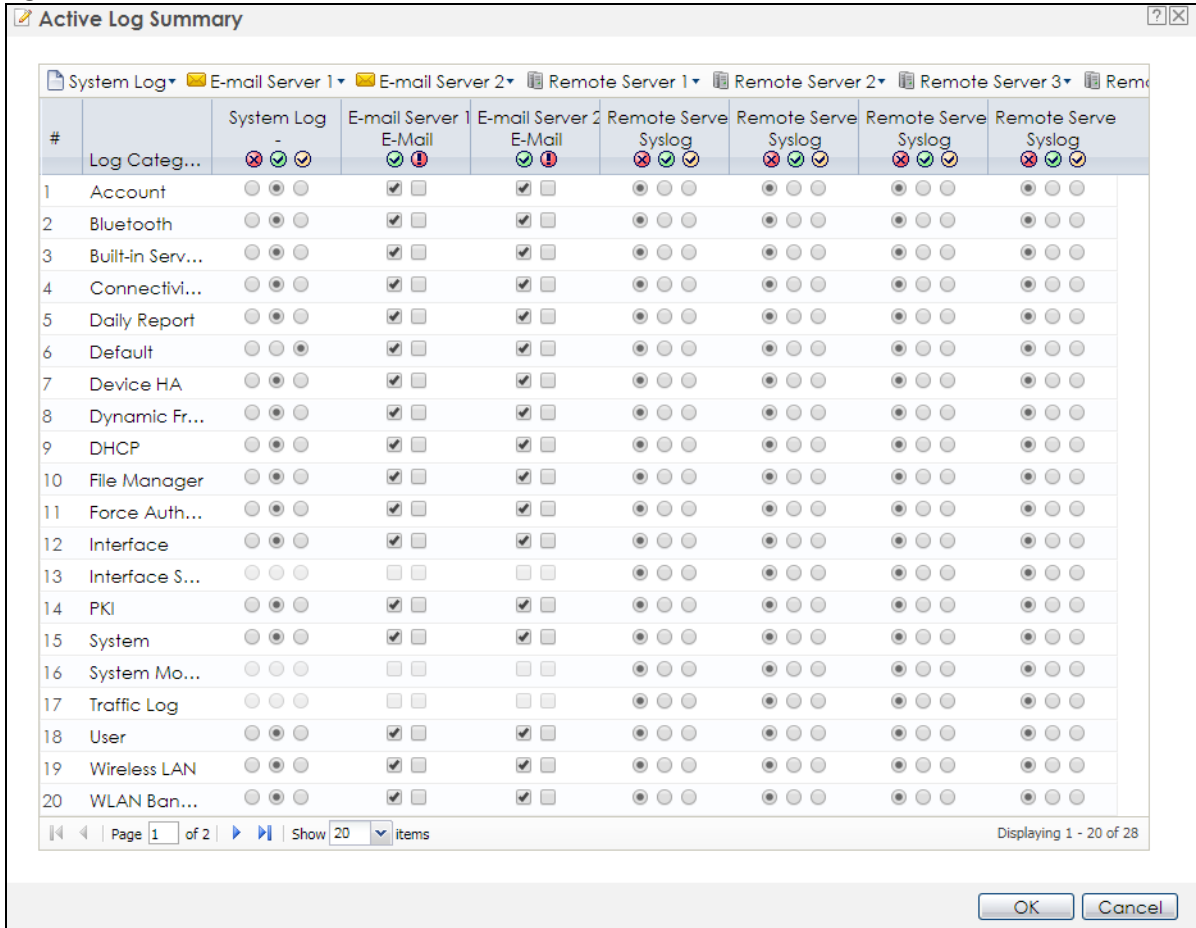 Active Log Summary
System Log E-mail Server 1 E-mail Server 2 Remote Server 1 Remote Server 2 Remote Server 3 Remo
# Log Categ... System Log - E-mail Server 1 E-Mail E-mail Server 2 E-Mail Remote Serve Syslog Remote Serve Syslog Remote Serve Syslog Remote Serve Syslog
1 Account
2 Bluetooth
3 Built-in Serv...
4 Connectivi...
5 Daily Report
6 Default
7 Device HA
8 Dynamic Fr...
9 DHCP
10 File Manager
11 Force Auth...
12 Interface
13 Interface S...
14 PKI
15 System
16 System Mo...
17 Traffic Log
18 User
19 Wireless LAN
20 WLAN Ban...
Page 1 of 2 Show 20 items Displaying 1 - 20 of 28
OK Cancel